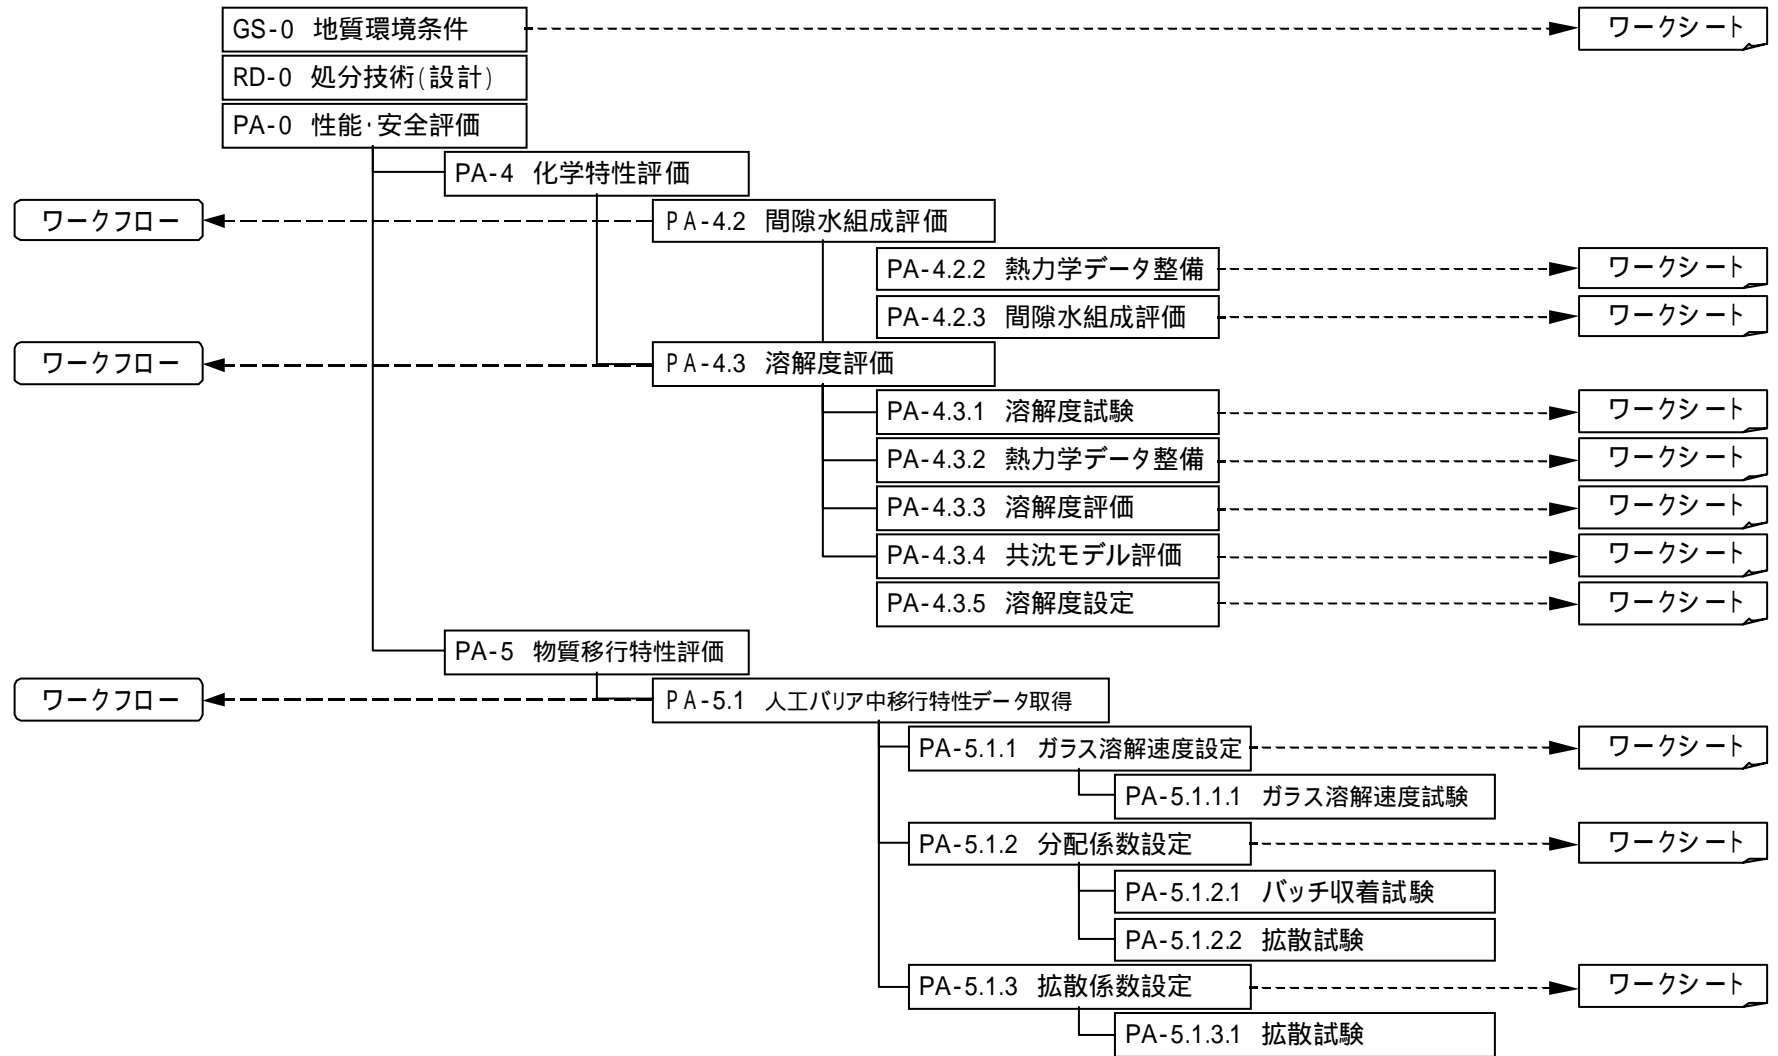 GS-0 地質環境条件 ワークシート
RD-0 処分技術(設計)
PA-0 性能・安全評価
PA-4 化学特性評価
ワークフロー PA-4.2 間隙水組成評価
PA-4.2.2 熱力学データ整備 ワークシート
PA-4.2.3 間隙水組成評価 ワークシート
ワークフロー PA-4.3 溶解度評価
PA-4.3.1 溶解度試験 ワークシート
PA-4.3.2 熱力学データ整備 ワークシート
PA-4.3.3 溶解度評価 ワークシート
PA-4.3.4 共沈モデル評価 ワークシート
PA-4.3.5 溶解度設定 ワークシート
PA-5 物質移行特性評価
ワークフロー PA-5.1 人工バリア中移行特性データ取得
PA-5.1.1 ガラス溶解速度設定 ワークシート
PA-5.1.1.1 ガラス溶解速度試験
PA-5.1.2 分配係数設定 ワークシート
PA-5.1.2.1 バッチ収着試験
PA-5.1.2.2 拡散試験
PA-5.1.3 拡散係数設定 ワークシート
PA-5.1.3.1 拡散試験